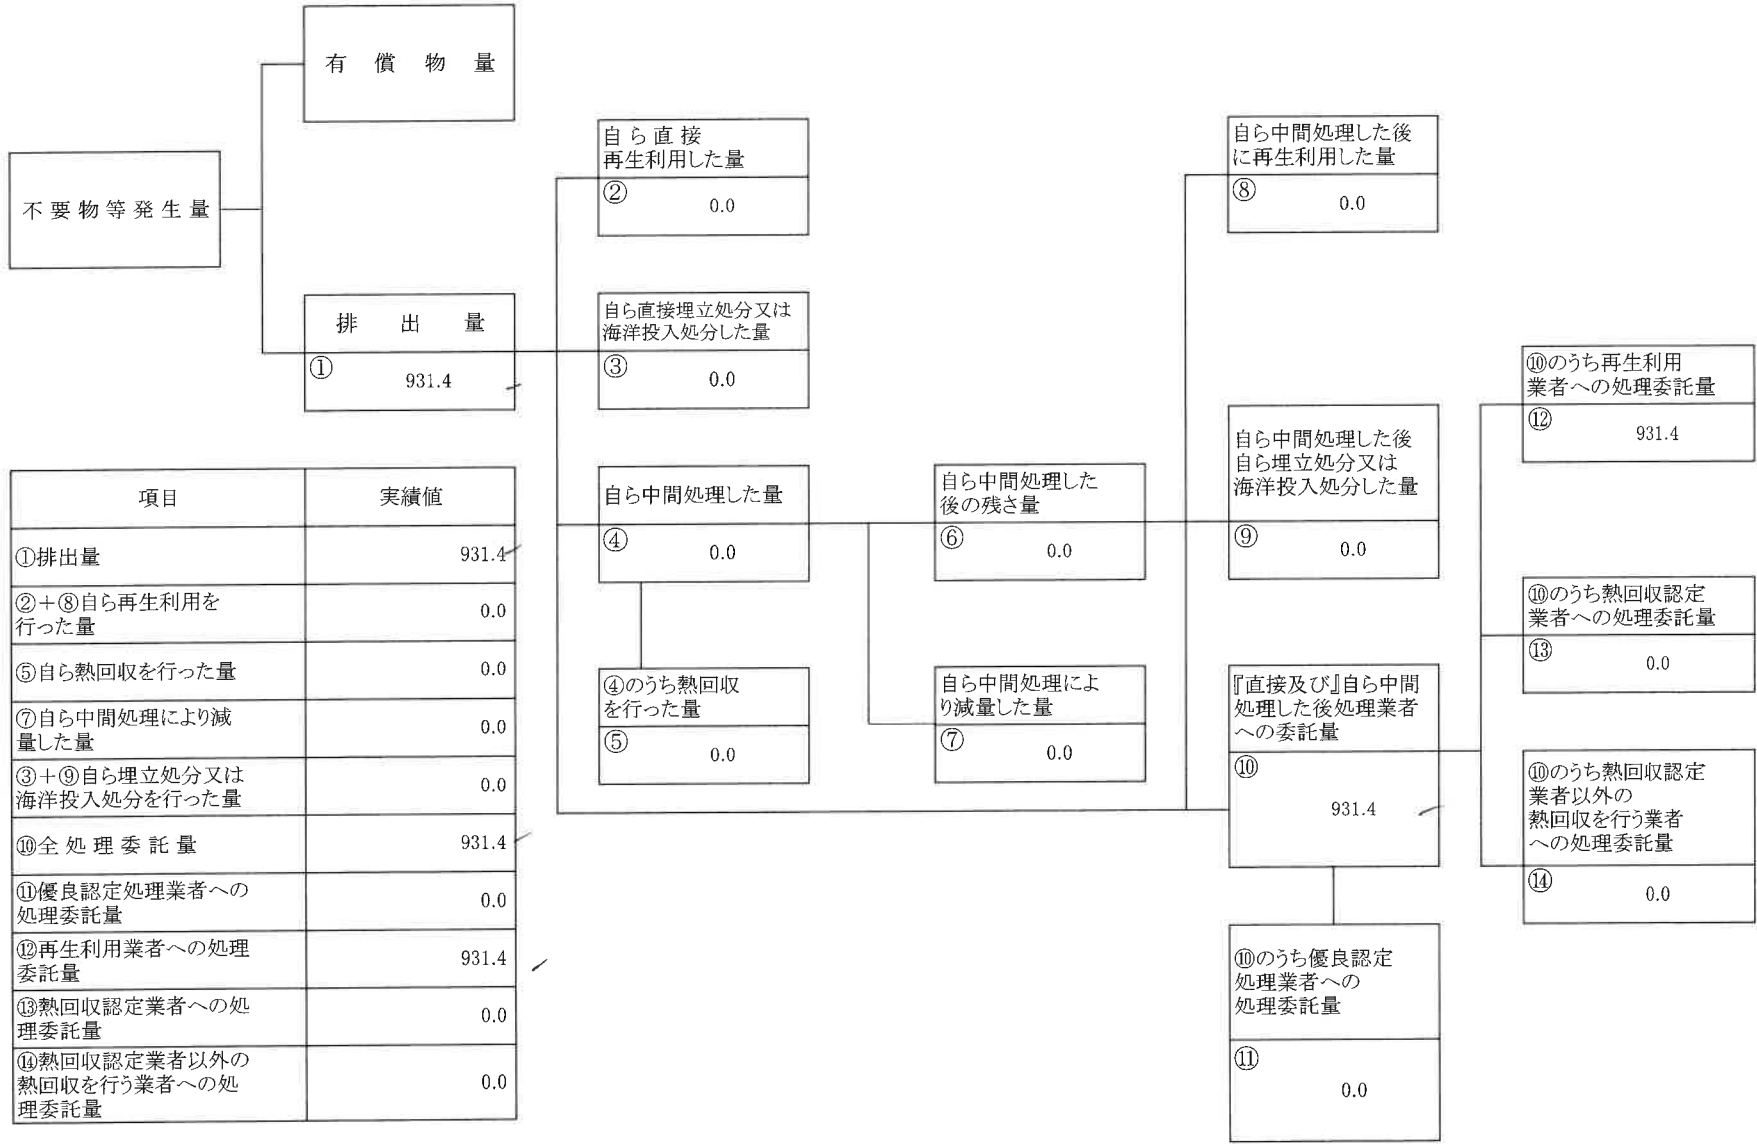 有償物量
不要物等発生量
排出量
①
931.4
自ら直接
再生利用した量
②
0.0
自ら直接埋立処分又は
海洋投入処分した量
③
0.0
自ら中間処理した量
④
0.0
④のうち熱回収
を行った量
⑤
0.0
自ら中間処理した
後の残さ量
⑥
0.0
自ら中間処理によ
り減量した量
⑦
0.0
自ら中間処理した後
に再生利用した量
⑧
0.0
自ら中間処理した後
自ら埋立処分又は
海洋投入処分した量
⑨
0.0
『直接及び』自ら中間
処理した後処理業者
への委託量
⑩
931.4
⑩のうち優良認定
処理業者への
処理委託量
⑪
0.0
⑩のうち再生利用
業者への処理委託量
⑫
931.4
⑩のうち熱回収認定
業者への処理委託量
⑬
0.0
⑩のうち熱回収認定
業者以外の
熱回収を行う業者
への処理委託量
⑭
0.0
項目 実績値
①排出量 931.4
②+⑧自ら再生利用を
行った量 0.0
⑤自ら熱回収を行った量 0.0
⑦自ら中間処理により減
量した量 0.0
③+⑨自ら埋立処分又は
海洋投入処分を行った量 0.0
⑩全処理委託量 931.4
⑪優良認定処理業者への
処理委託量 0.0
⑫再生利用業者への処理
委託量 931.4
⑬熱回収認定業者への処
理委託量 0.0
⑭熱回収認定業者以外の
熱回収を行う業者への処
理委託量 0.0